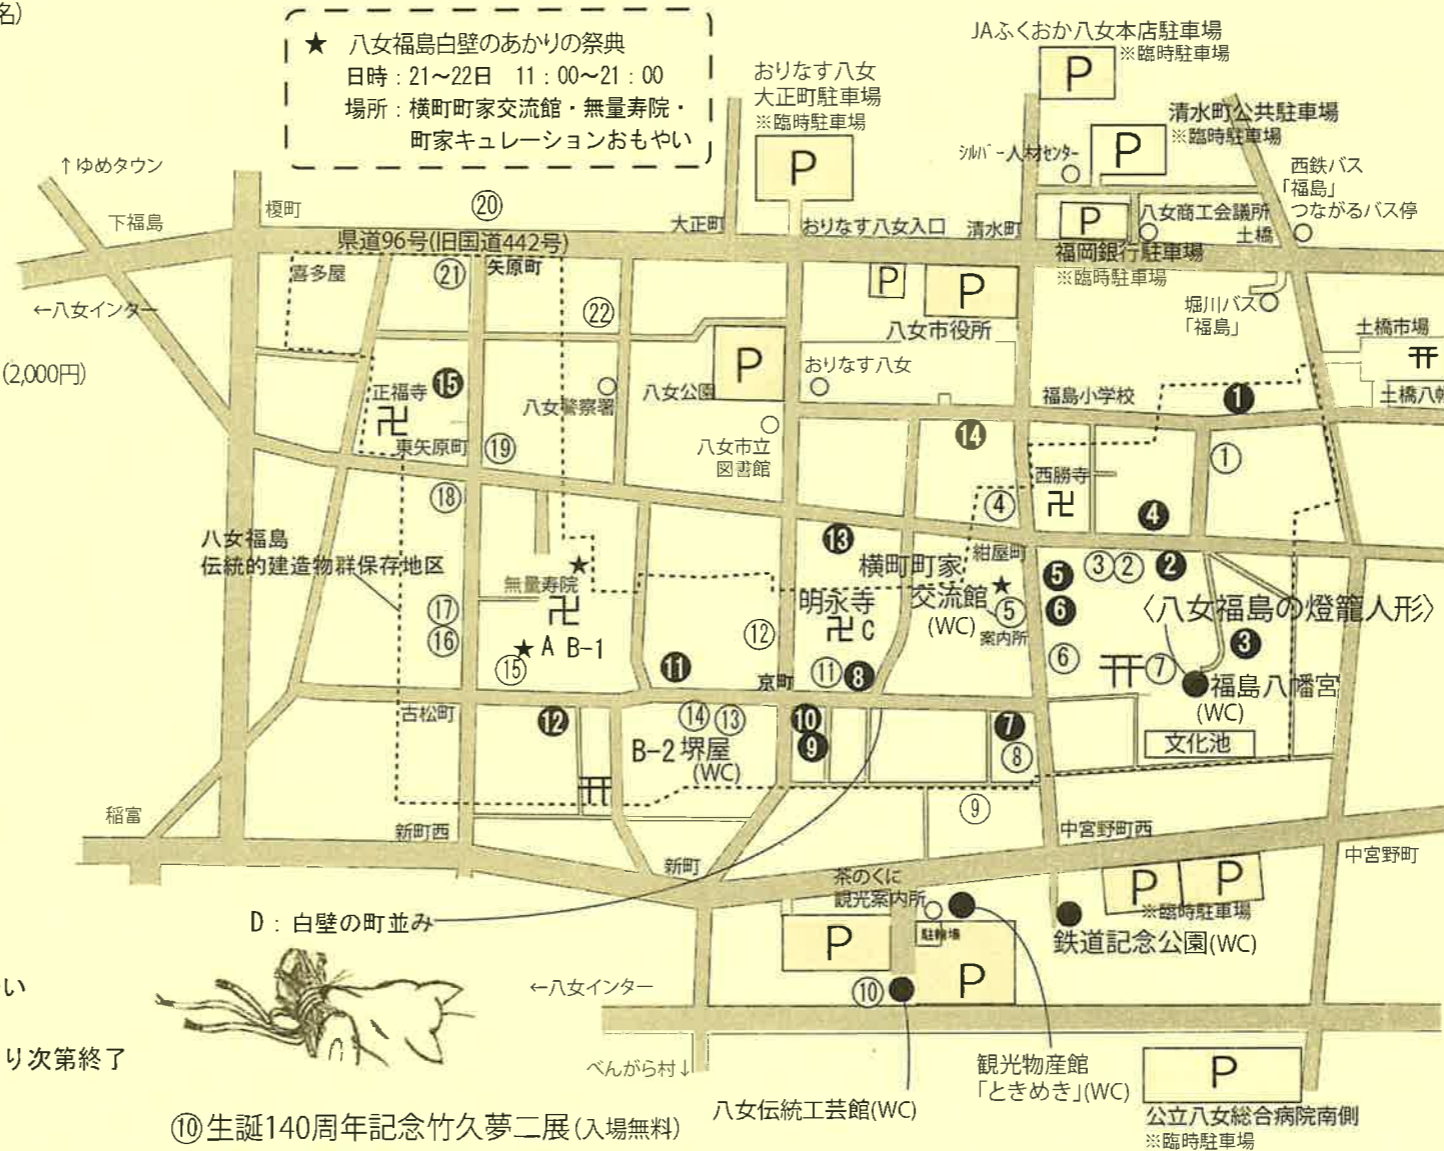 名)
★ 八女福島白壁のあかりの祭典
日時：21～22日 11：00～21：00
場所：横町町家交流館・無量寿院・
町家キュレーションおもやい
JAふくおか八女本店駐車場
※臨時駐車場
P
おりなす八女
大正町駐車場
※臨時駐車場
P
清水町公共駐車場
※臨時駐車場
P
シルバー人材センター
西鉄バス
「福島」
つながるバス停
↑ゆめタウン
下福島
榎町
⑳
県道96号(旧国道442号)
大正町
おりなす八女入口
清水町
P
八女商工会議所
土橋
福岡銀行駐車場
※臨時駐車場
喜多屋
㉑
矢原町
←八女インター
㉒
P
P
八女市役所
堀川バス
「福島」
土橋市場
(2,000円)
正福寺
卍
⓯
八女警察署
八女公園
P
おりなす八女
福島小学校
❶
土橋八幡
東矢原町
⑲
八女市立
図書館
⓮
①
⑱
④
西勝寺
卍
❹
八女福島
伝統的建造物群保存地区
⓭
紺屋町
③
②
❷
無量寿院
★
卍
横町町家
交流館
(WC)
★
⑤
案内所
❺
❻
〈八女福島の燈籠人形〉
⑰
⑯
★ A B-1
⑮
⑫
明永寺
卍 C
⑥
⑦
❸
⓫
京町
⑪
❽
福島八幡宮
(WC)
古松町
⓬
⑭
⑬
❿
❾
❼
⑧
B-2 堺屋
(WC)
文化池
⑨
稲富
新町西
新町
中宮野町西
中宮野町
茶のくに
観光案内所
P
P
※臨時駐車場
D：白壁の町並み
P
駐輪場
P
鉄道記念公園(WC)
い
←八女インター
⑩
り次第終了
べんがら村↓
八女伝統工芸館(WC)
観光物産館
「ときめき」(WC)
P
公立八女総合病院南側
※臨時駐車場
⑩生誕140周年記念竹久夢二展(入場無料)